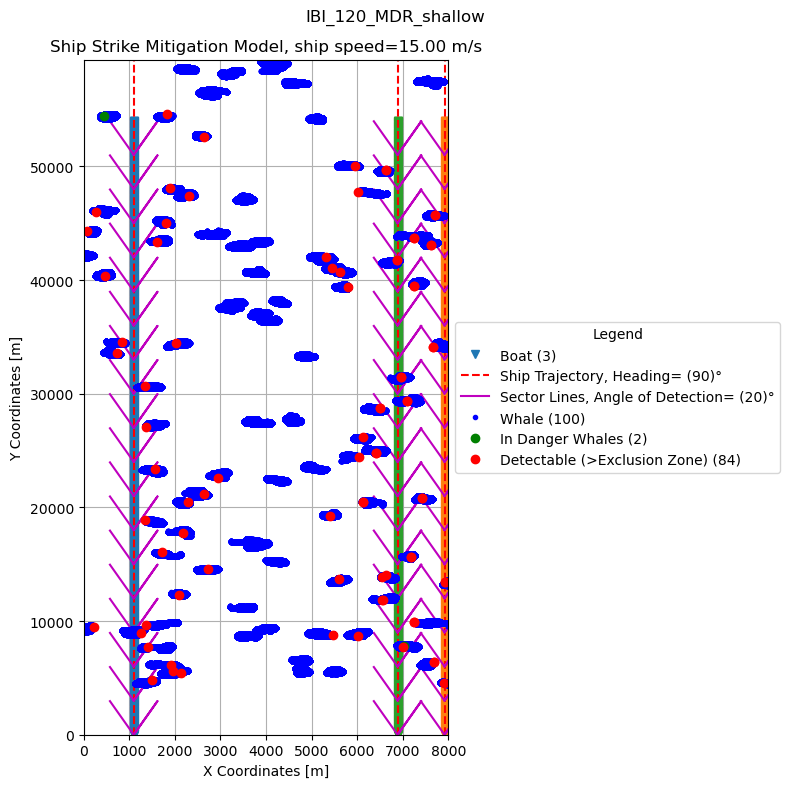 IBI_120_MDR_shallow
Ship Strike Mitigation Model, ship speed=15.00 m/s
50000
40000
30000
20000
10000
0
Y Coordinates [m]
0 1000 2000 3000 4000 5000 6000 7000 8000
X Coordinates [m]
Legend
Boat (3)
Ship Trajectory, Heading= (90)°
Sector Lines, Angle of Detection= (20)°
Whale (100)
In Danger Whales (2)
Detectable (>Exclusion Zone) (84)